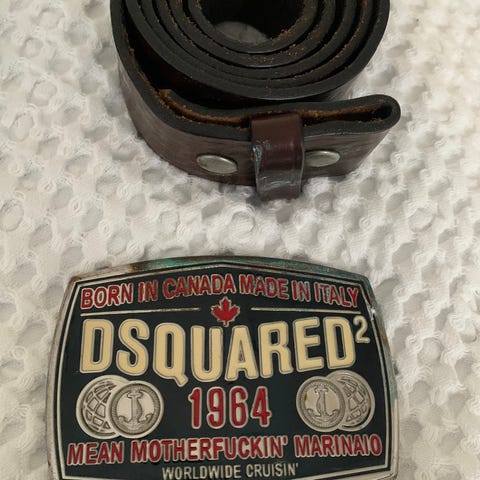 BORN IN CANADA MADE IN ITALY
DSQUARED²
1964
MEAN MOTHERFUCKIN' MARINAIO
WORLDWIDE CRUISIN'